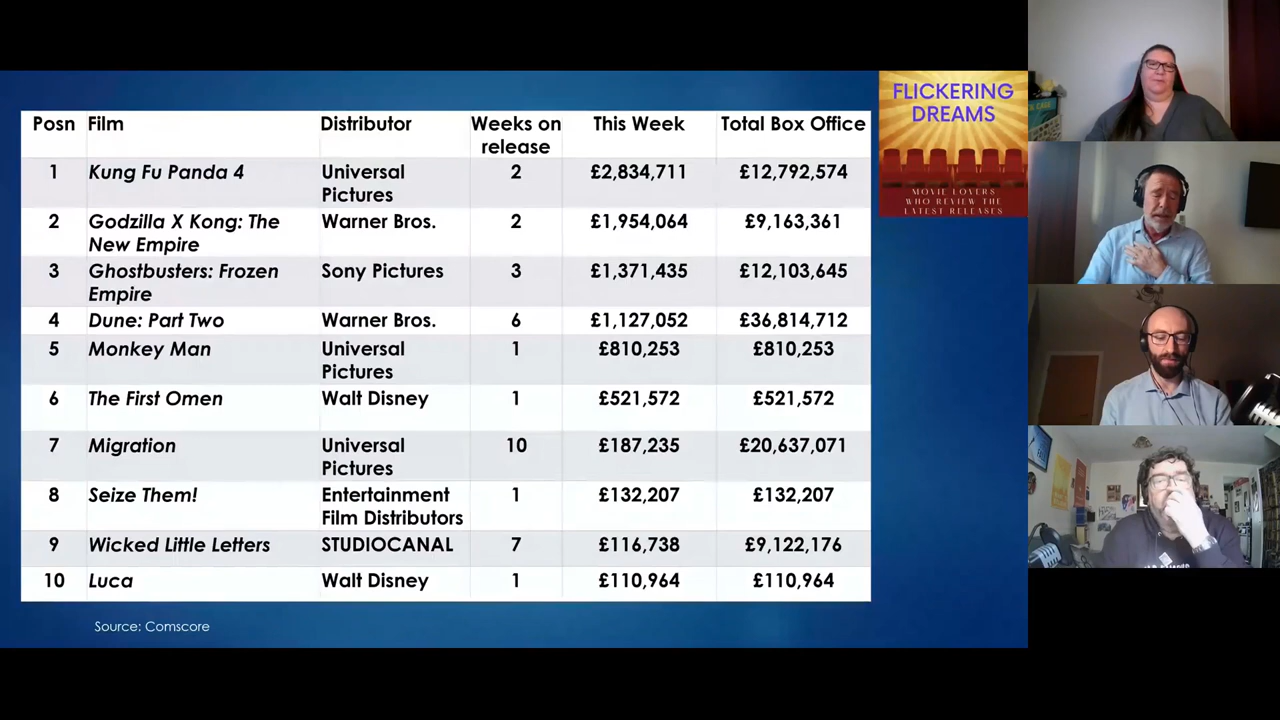 Posn Film Distributor Weeks on release This Week Total Box Office
1 Kung Fu Panda 4 Universal Pictures 2 £2,834,711 £12,792,574
2 Godzilla X Kong: The New Empire Warner Bros. 2 £1,954,064 £9,163,361
3 Ghostbusters: Frozen Empire Sony Pictures 3 £1,371,435 £12,103,645
4 Dune: Part Two Warner Bros. 6 £1,127,052 £36,814,712
5 Monkey Man Universal Pictures 1 £810,253 £810,253
6 The First Omen Walt Disney 1 £521,572 £521,572
7 Migration Universal Pictures 10 £187,235 £20,637,071
8 Seize Them! Entertainment Film Distributors 1 £132,207 £132,207
9 Wicked Little Letters STUDIOCANAL 7 £116,738 £9,122,176
10 Luca Walt Disney 1 £110,964 £110,964
Source: Comscore
FLICKERING
DREAMS
MOVIE LOVERS
WHO REVIEW THE
LATEST RELEASES